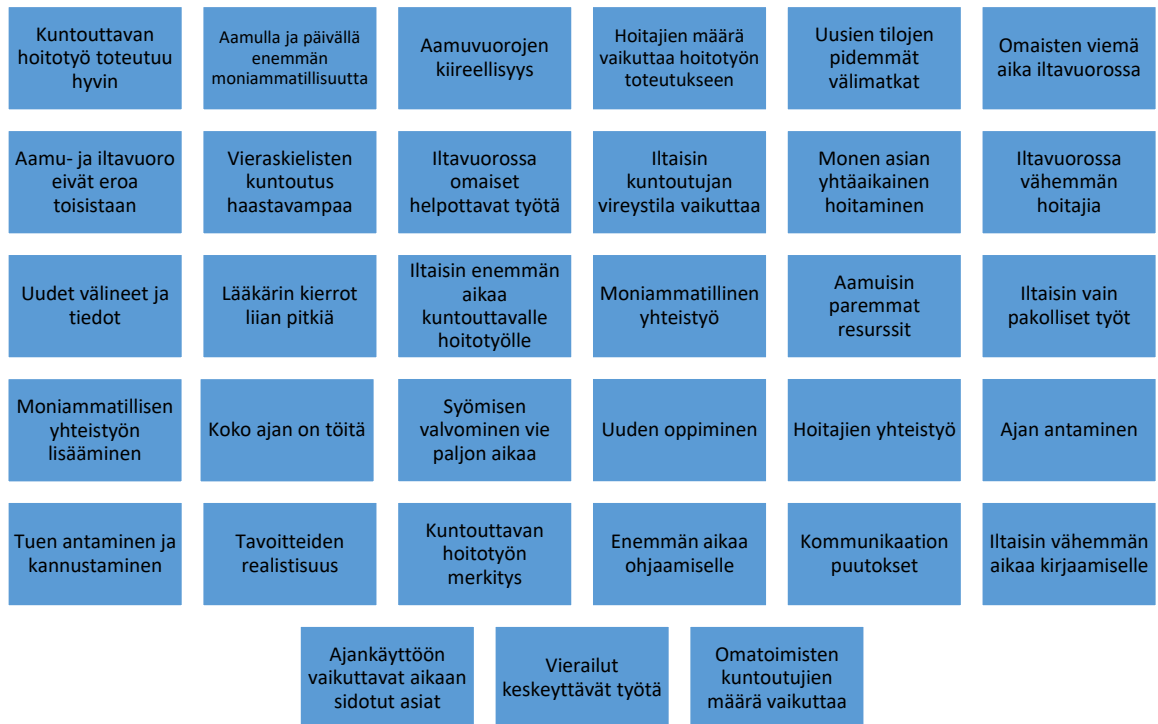 Kuntouttavan
hoitotyö toteutuu
hyvin
Aamulla ja päivällä
enemmän
moniammatillisuutta
Aamuvuorojen
kiireellisyys
Hoitajien määrä
vaikuttaa hoitotyön
toteutukseen
Uusien tilojen
pidemmät
välimatkat
Omaisten viemä
aika iltavuorossa
Aamu- ja iltavuoro
eivät eroa
toisistaan
Vieraskielisten
kuntoutus
haastavampaa
Iltavuorossa
omaiset
helpottavat työtä
Iltaisin
kuntoutujan
vireystila vaikuttaa
Monen asian
yhtäaikainen
hoitaminen
Iltavuorossa
vähemmän
hoitajia
Uudet välineet ja
tiedot
Lääkärin kierrot
liian pitkiä
Iltaisin enemmän
aikaa
kuntouttavalle
hoitotyölle
Moniammatillinen
yhteistyö
Aamuisin
paremmat
resurssit
Iltaisin vain
pakolliset työt
Moniammatillisen
yhteistyön
lisääminen
Koko ajan on töitä
Syömisen
valvominen vie
paljon aikaa
Uuden oppiminen
Hoitajien yhteistyö
Ajan antaminen
Tuen antaminen ja
kannustaminen
Tavoitteiden
realistisuus
Kuntouttavan
hoitotyön
merkitys
Enemmän aikaa
ohjaamiselle
Kommunikaation
puutokset
Iltaisin vähemmän
aikaa kirjaamiselle
Ajankäyttöön
vaikuttavat aikaan
sidotut asiat
Vierailut
keskeyttävät työtä
Omatoimisten
kuntoutujien
määrä vaikuttaa